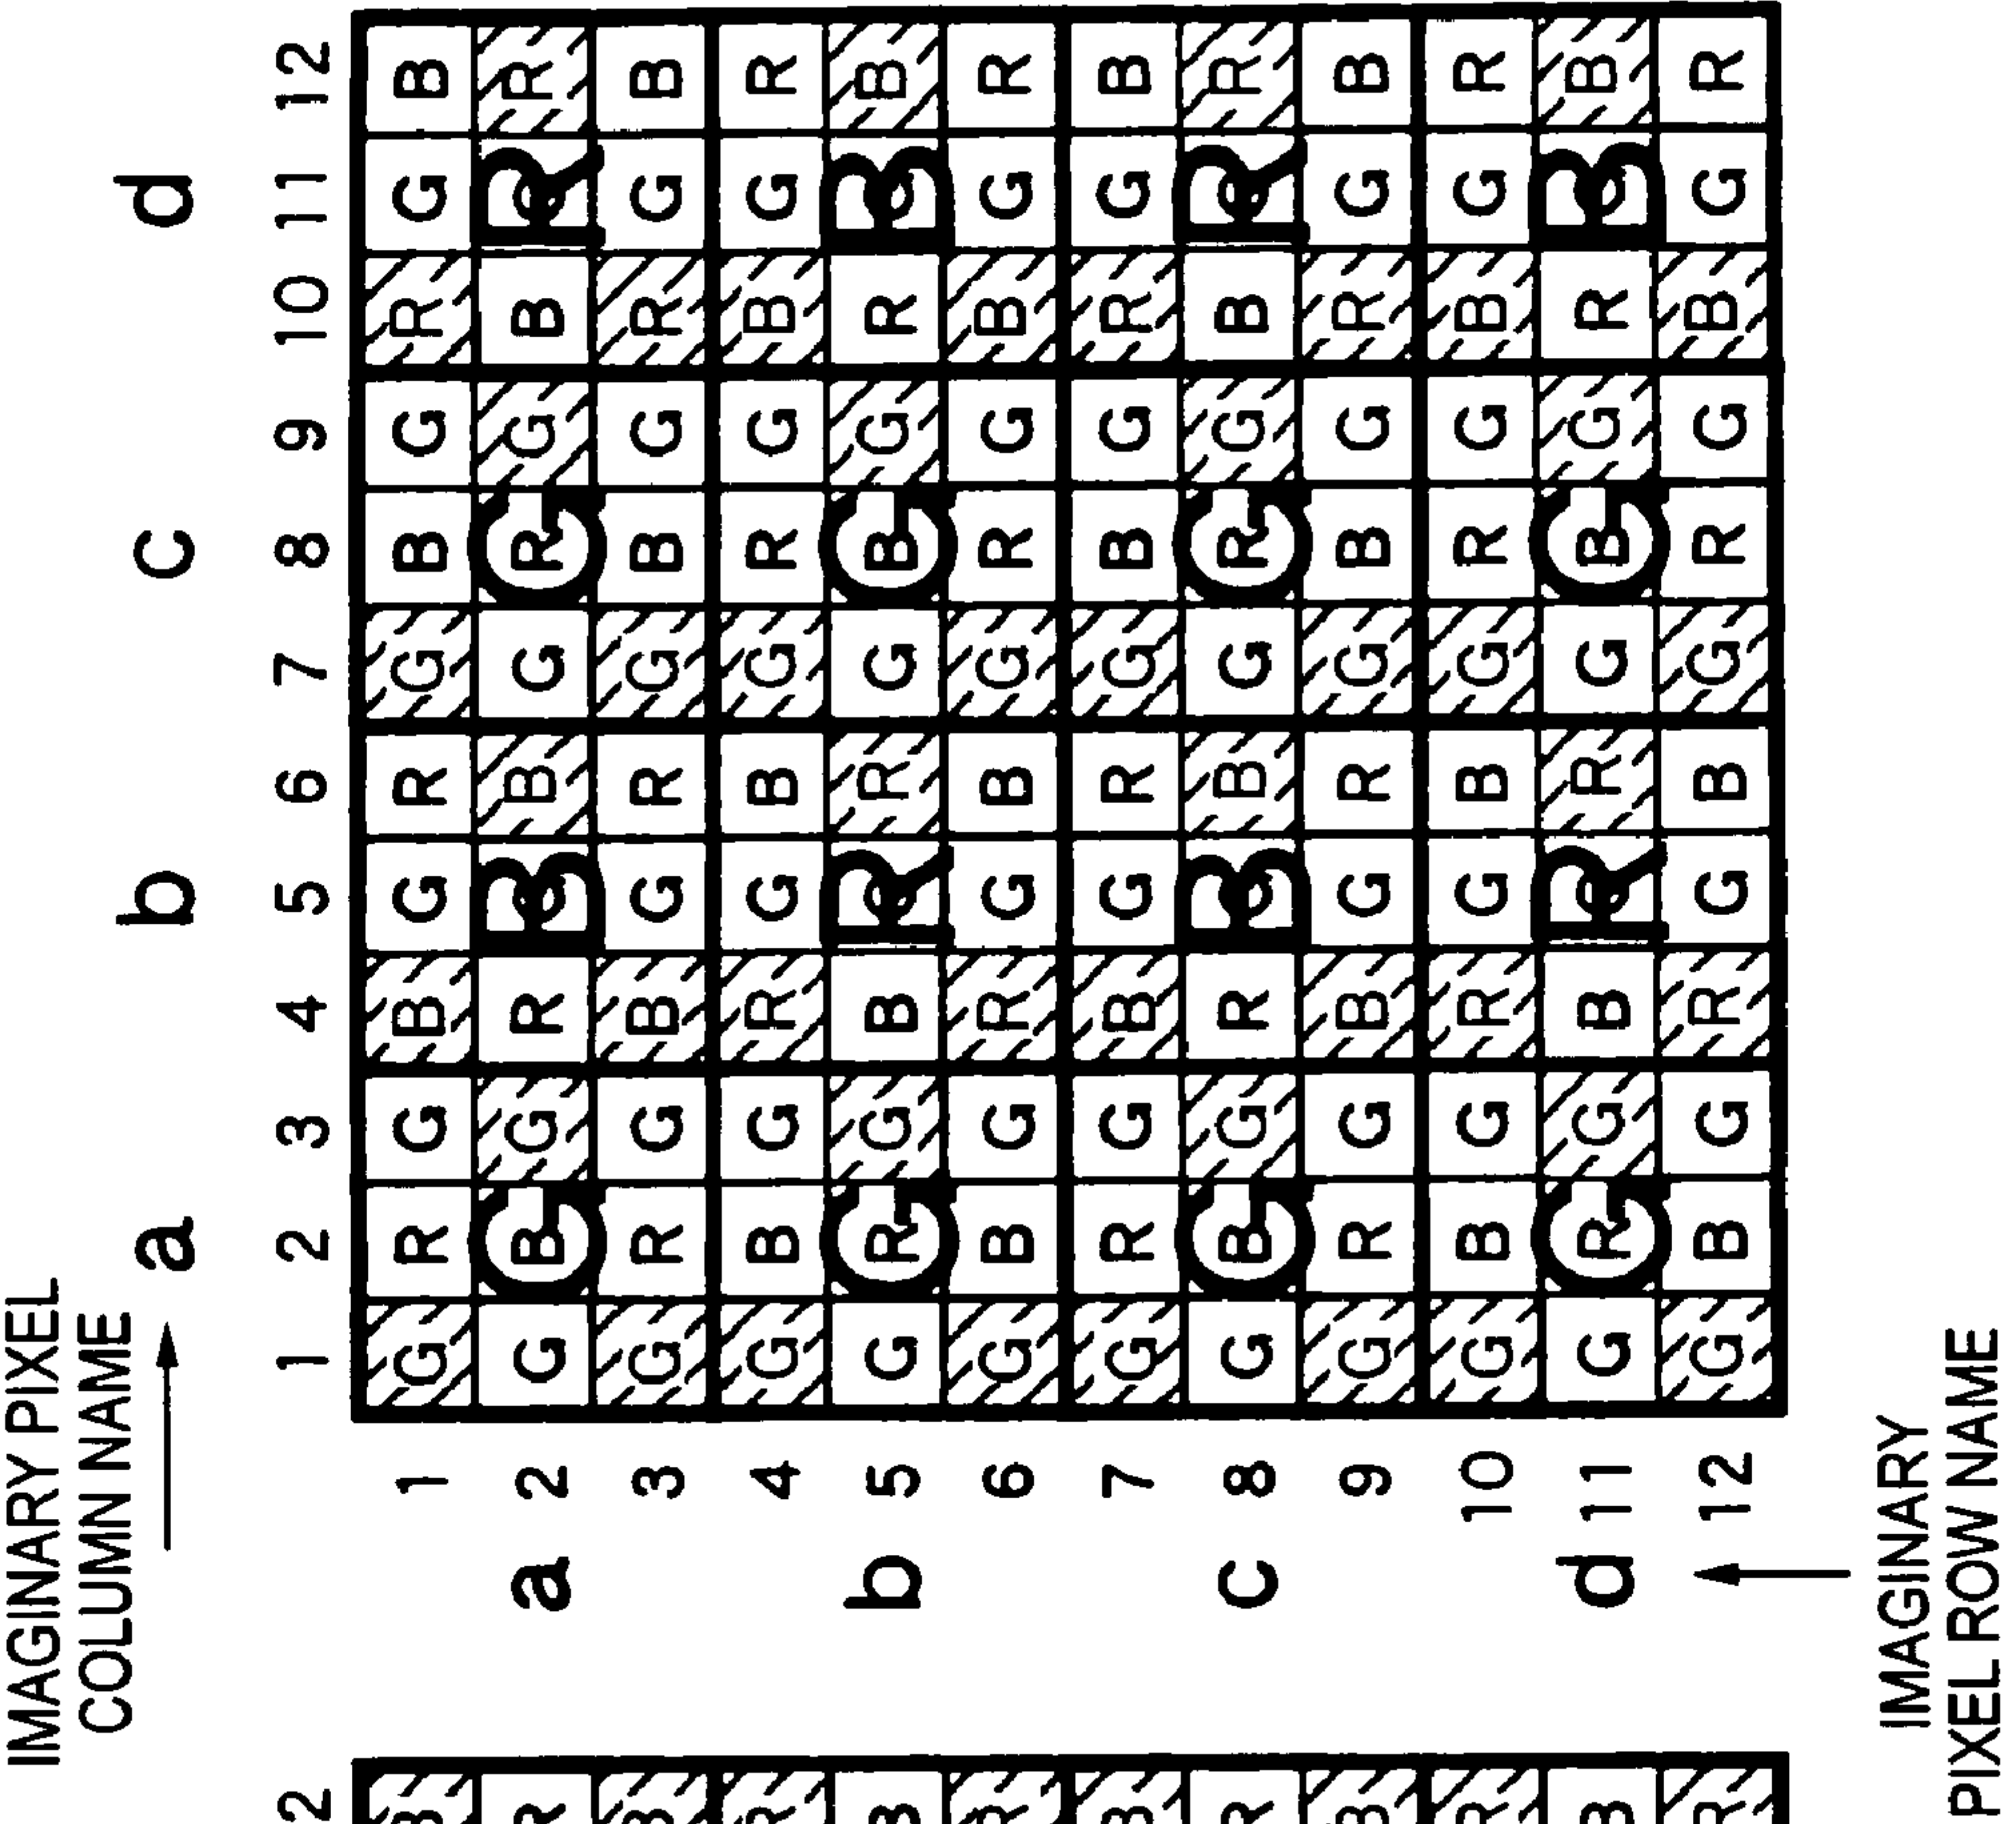 IMAGINARY PIXEL
COLUMN NAME
a b c d
2 1 2 3 4 5 6 7 8 9 10 11 12
1 G R G B G R G B G R G B
a 2 G G B G R B G B G G R G B R G R
3 G R G B G R G B G R G B
4 G B G R G B G R G B G R
b 5 G G R G B R G R G G B G R B G B
6 G B G R G B G R G B G R
7 G R G B G R G B G R G B
c 8 G G B G R B G B G G R G B R G R
9 G R G B G R G B G R G B
10 G B G R G B G R G B G R
d 11 G G R G B R G R G G B G R B G B
12 G B G R G B G R G B G R
IMAGINARY
PIXEL ROW NAME